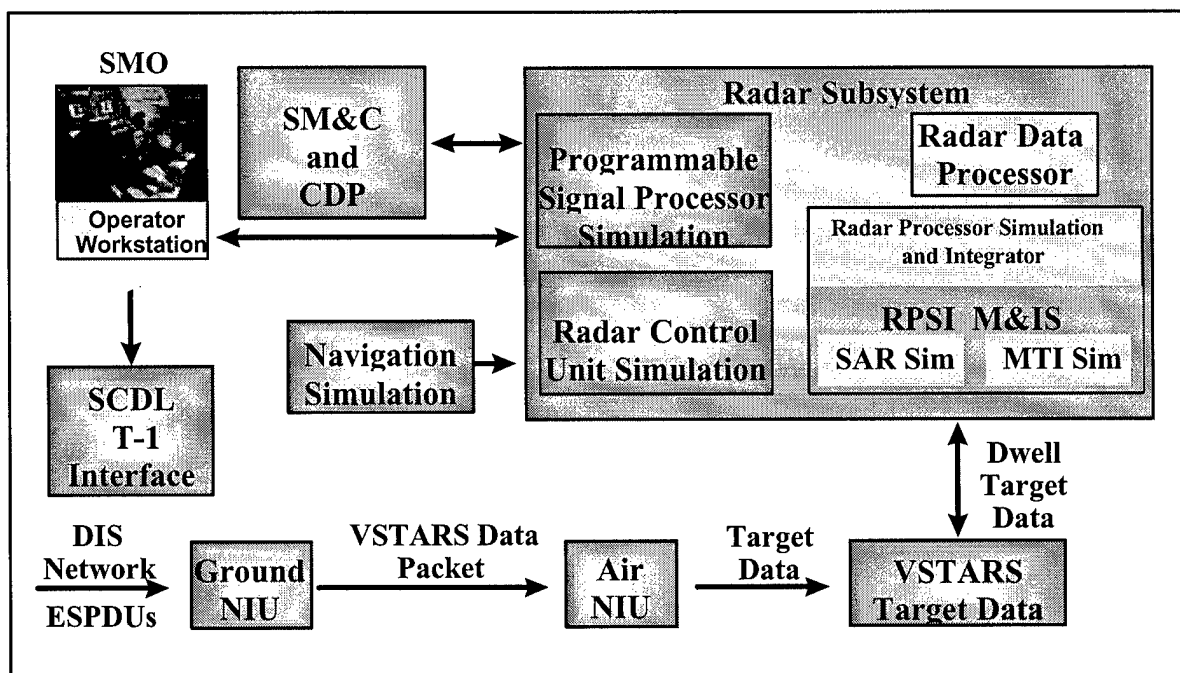 SMO
Operator
Workstation
SM&C
and
CDP
Radar Subsystem
Programmable
Signal Processor
Simulation
Radar Data
Processor
Radar Processor Simulation
and Integrator
RPSI M&IS
SAR Sim
MTI Sim
Radar Control
Unit Simulation
Navigation
Simulation
SCDL
T-1
Interface
Dwell
Target
Data
DIS
Network
ESPDUs
Ground
NIU
VSTARS Data
Packet
Air
NIU
Target
Data
VSTARS
Target Data